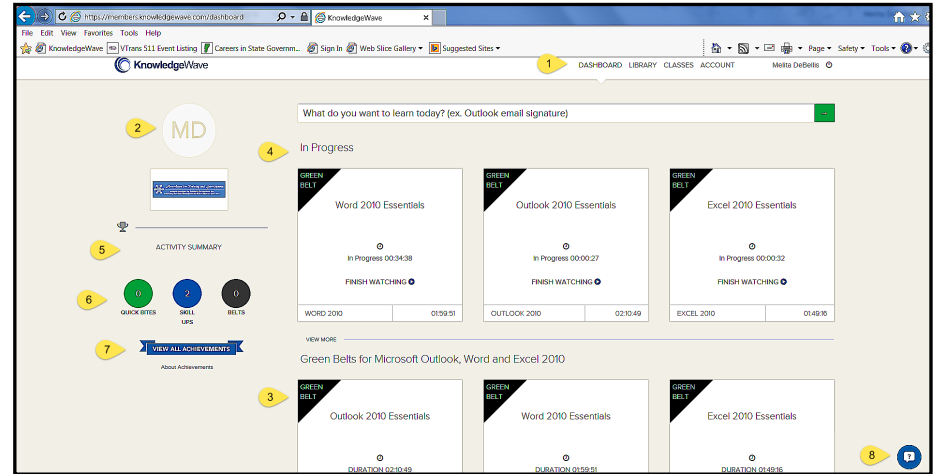 https://members.knowledgewave.com/dashboard
KnowledgeWave
File Edit View Favorites Tools Help
KnowledgeWave VTrans 511 Event Listing Careers in State Governm... Sign In Web Slice Gallery Suggested Sites
Page Safety Tools
KnowledgeWave
1
DASHBOARD LIBRARY CLASSES ACCOUNT
Melita DeBellis
What do you want to learn today? (ex. Outlook email signature)
2
MD
4
In Progress
GREEN BELT
Word 2010 Essentials
In Progress 00:34:38
FINISH WATCHING
WORD 2010 01:59:51
GREEN BELT
Outlook 2010 Essentials
In Progress 00:00:27
FINISH WATCHING
OUTLOOK 2010 02:10:49
GREEN BELT
Excel 2010 Essentials
In Progress 00:00:32
FINISH WATCHING
EXCEL 2010 01:49:16
5
ACTIVITY SUMMARY
6
0 2 0
QUICK BITES SKILL UPS BELTS
7
VIEW ALL ACHIEVEMENTS
About Achievements
VIEW MORE
Green Belts for Microsoft Outlook, Word and Excel 2010
3
GREEN BELT
Outlook 2010 Essentials
DURATION 02:10:49
GREEN BELT
Word 2010 Essentials
DURATION 01:59:51
GREEN BELT
Excel 2010 Essentials
DURATION 01:49:16
8